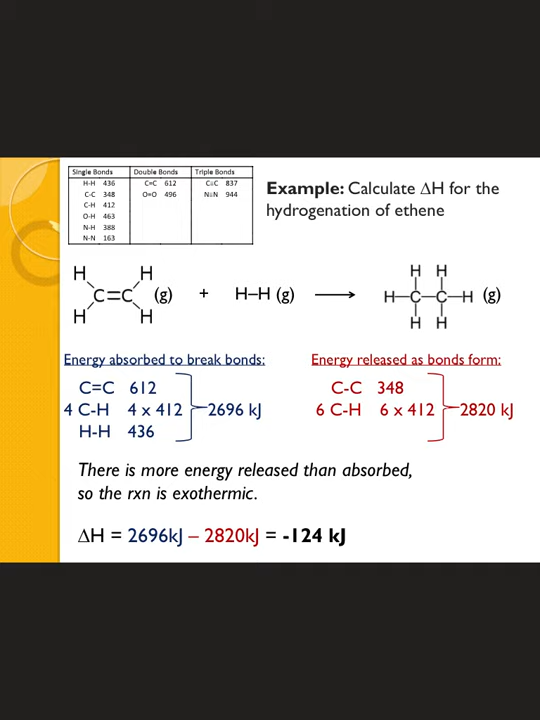 Single Bonds Double Bonds Triple Bonds
H-H 436 C=C 612 C≡C 837
C-C 348 O=O 496 N≡N 944
C-H 412
O-H 463
N-H 388
N-N 163
Example: Calculate ΔH for the
hydrogenation of ethene
H H H H
C=C (g) + H–H (g) ⟶ H–C–C–H (g)
H H H H
Energy absorbed to break bonds: Energy released as bonds form:
C=C 612 C-C 348
4 C-H 4 x 412 2696 kJ 6 C-H 6 x 412 2820 kJ
H-H 436
There is more energy released than absorbed,
so the rxn is exothermic.
ΔH = 2696kJ – 2820kJ = -124 kJ